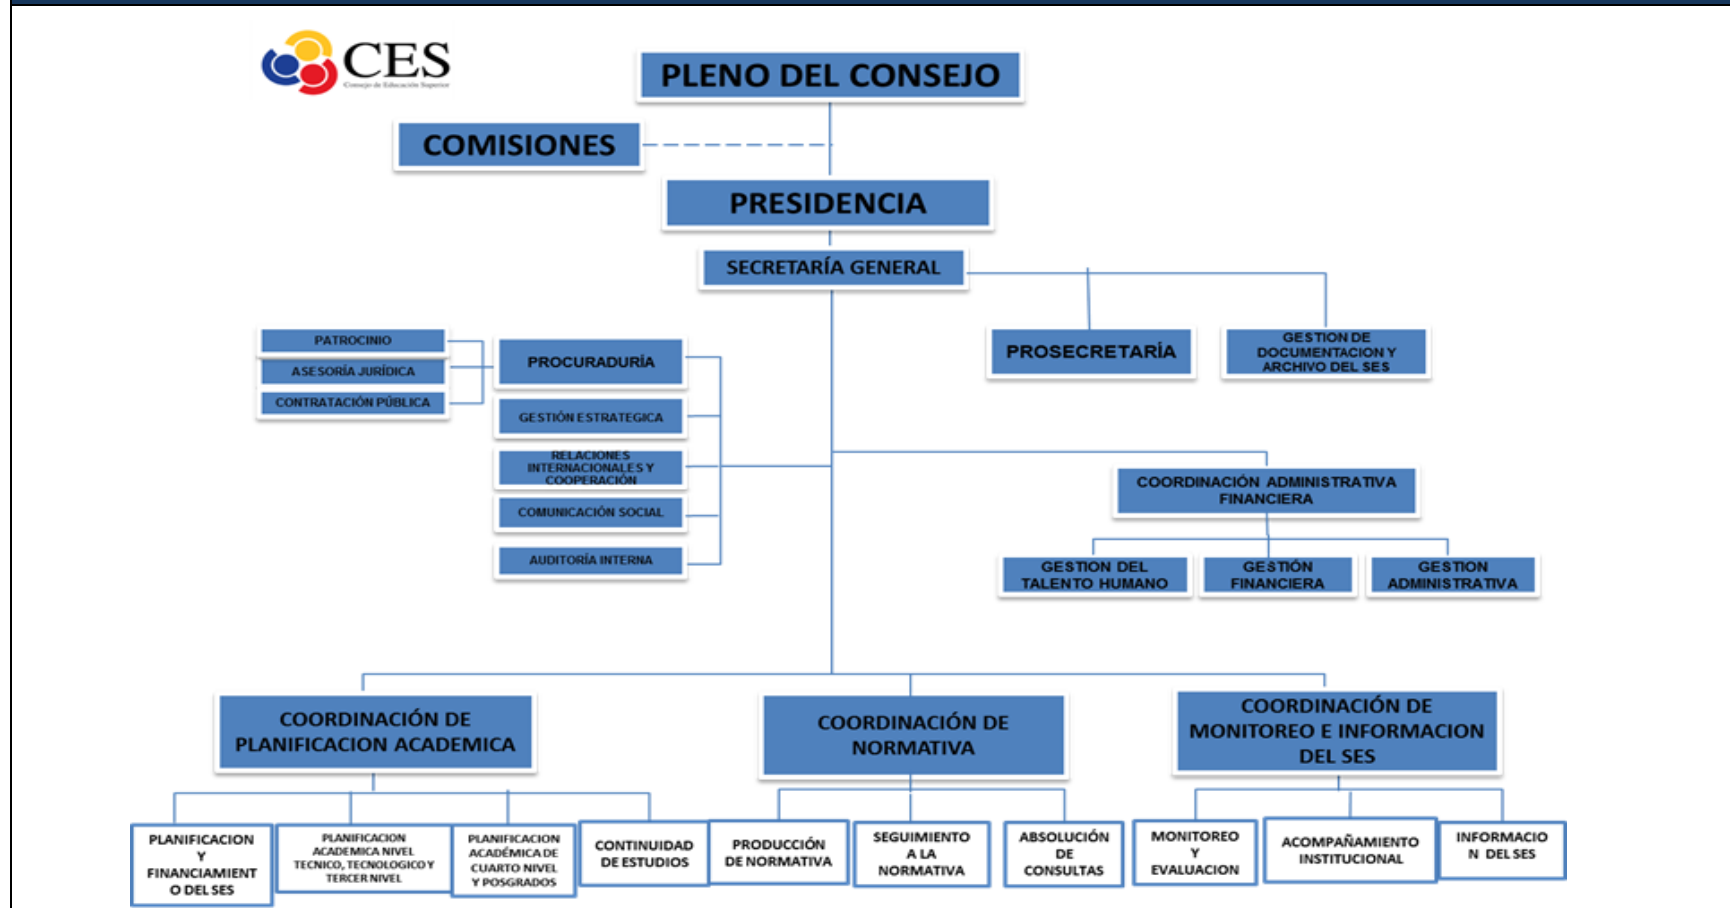 CES
Consejo de Educación Superior
PLENO DEL CONSEJO
COMISIONES
PRESIDENCIA
SECRETARÍA GENERAL
PROSECRETARÍA
GESTION DE
DOCUMENTACION Y
ARCHIVO DEL SES
PATROCINIO
ASESORÍA JURÍDICA
CONTRATACIÓN PÚBLICA
PROCURADURÍA
GESTIÓN ESTRATEGICA
RELACIONES
INTERNACIONALES Y
COOPERACIÓN
COMUNICACIÓN SOCIAL
AUDITORÍA INTERNA
COORDINACIÓN ADMINISTRATIVA
FINANCIERA
GESTION DEL
TALENTO HUMANO
GESTIÓN
FINANCIERA
GESTION
ADMINISTRATIVA
COORDINACIÓN DE
PLANIFICACION ACADEMICA
COORDINACIÓN DE
NORMATIVA
COORDINACIÓN DE
MONITOREO E INFORMACION
DEL SES
PLANIFICACION
Y
FINANCIAMIENT
O DEL SES
PLANIFICACION
ACADEMICA NIVEL
TECNICO, TECNOLOGICO Y
TERCER NIVEL
PLANIFICACION
ACADÉMICA DE
CUARTO NIVEL
Y POSGRADOS
CONTINUIDAD
DE ESTUDIOS
PRODUCCIÓN
DE NORMATIVA
SEGUIMIENTO
A LA
NORMATIVA
ABSOLUCIÓN
DE
CONSULTAS
MONITOREO
Y
EVALUACION
ACOMPAÑAMIENTO
INSTITUCIONAL
INFORMACIO
N DEL SES